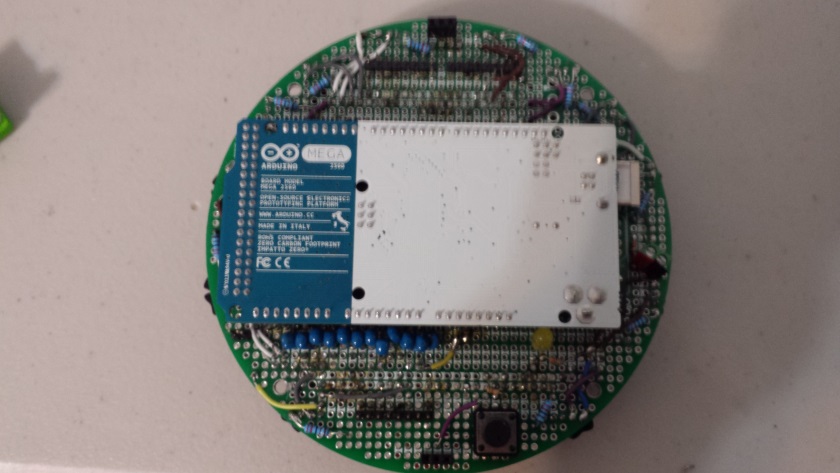 MEGA
ARDUINO 2560
BOARD MODEL
MEGA 2560
OPEN-SOURCE ELECTRONICS
PROTOTYPING PLATFORM
WWW.ARDUINO.CC
MADE IN ITALY
ROHS COMPLIANT
ZERO CARBON FOOTPRINT
IMPATTO ZERO®
FC CE